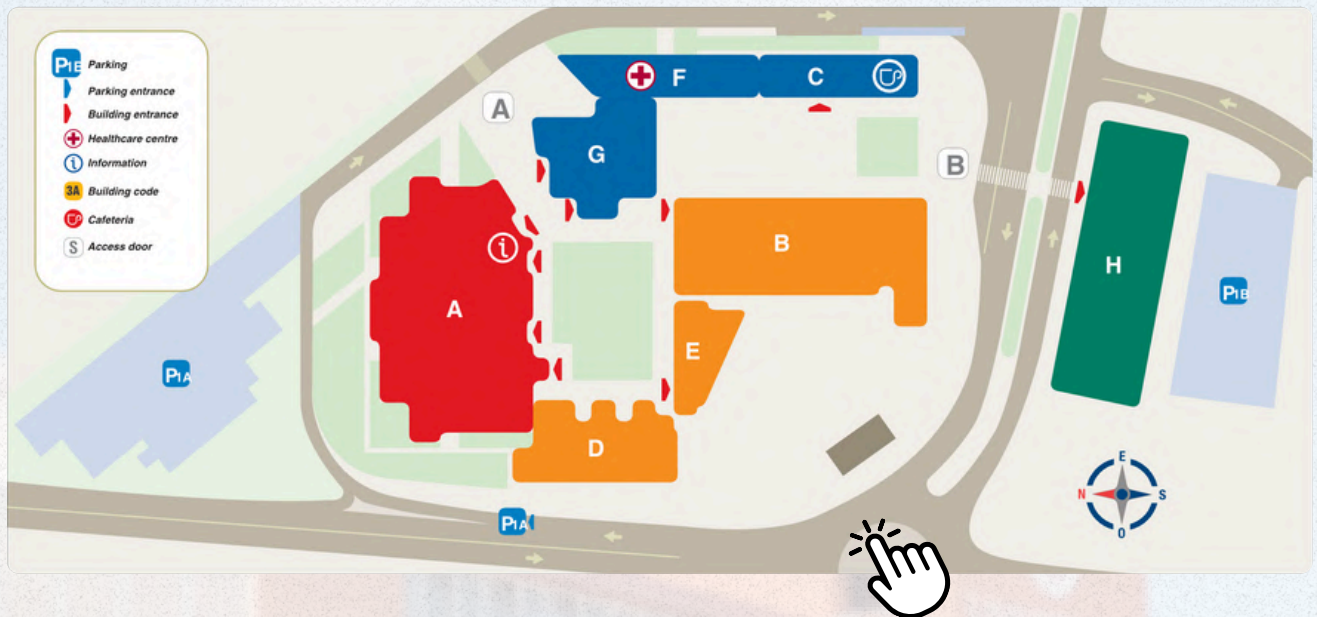 P1B Parking
Parking entrance
Building entrance
Healthcare centre
i Information
3A Building code
Cafeteria
S Access door
F
C
A
G
B
B
H
i
A
P1B
E
P1A
D
E
N
S
O
P1A